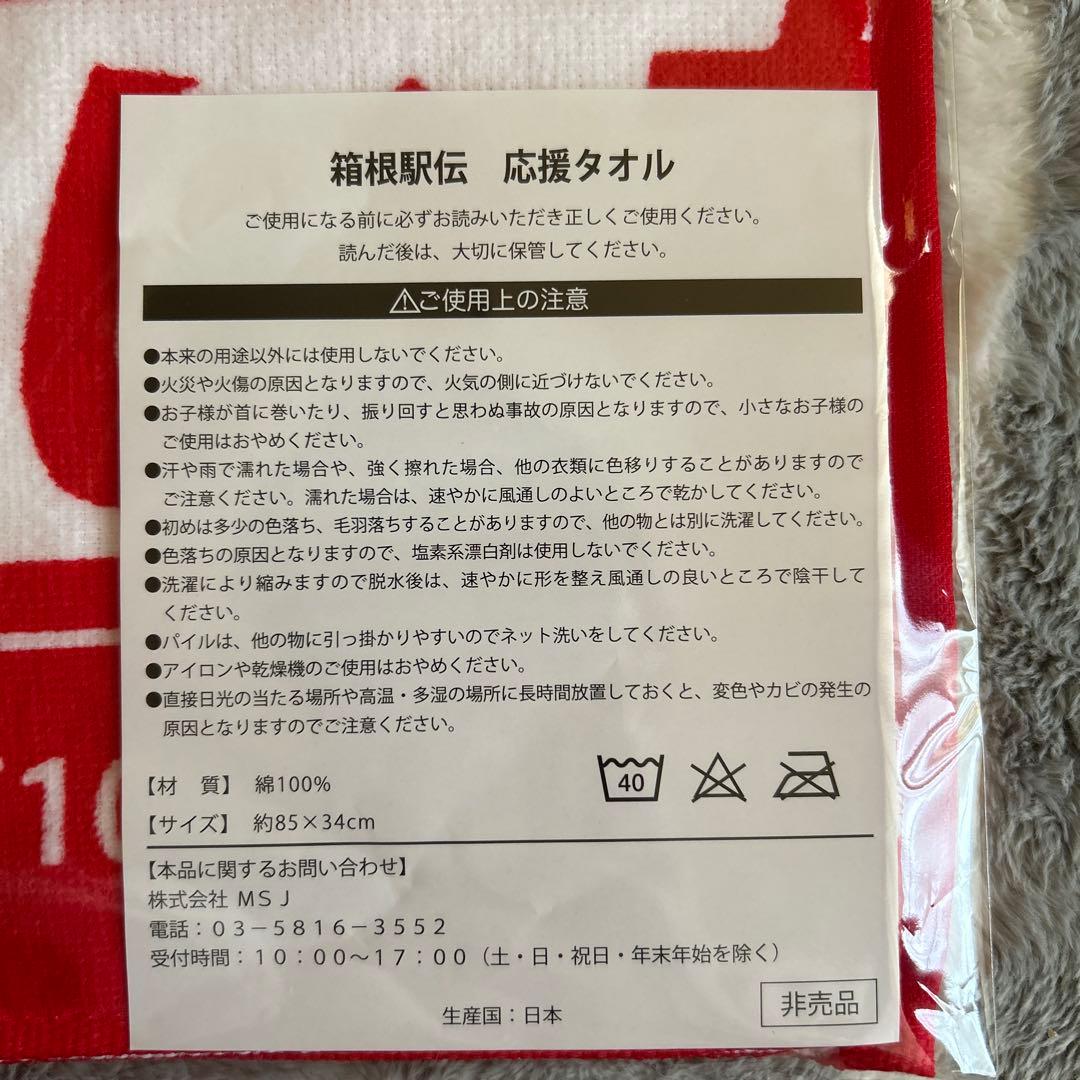 箱根駅伝　応援タオル
ご使用になる前に必ずお読みいただき正しくご使用ください。
読んだ後は、大切に保管してください。
⚠ご使用上の注意
●本来の用途以外には使用しないでください。
●火災や火傷の原因となりますので、火気の側に近づけないでください。
●お子様が首に巻いたり、振り回すと思わぬ事故の原因となりますので、小さなお子様の
ご使用はおやめください。
●汗や雨で濡れた場合や、強く擦れた場合、他の衣類に色移りすることがありますので
ご注意ください。濡れた場合は、速やかに風通しのよいところで乾かしてください。
●初めは多少の色落ち、毛羽落ちすることがありますので、他の物とは別に洗濯してください。
●色落ちの原因となりますので、塩素系漂白剤は使用しないでください。
●洗濯により縮みますので脱水後は、速やかに形を整え風通しの良いところで陰干して
ください。
●パイルは、他の物に引っ掛かりやすいのでネット洗いをしてください。
●アイロンや乾燥機のご使用はおやめください。
●直接日光の当たる場所や高温・多湿の場所に長時間放置しておくと、変色やカビの発生の
原因となりますのでご注意ください。
【材　質】　綿100%
40
【サイズ】　約85×34cm
【本品に関するお問い合わせ】
株式会社 ＭＳＪ
電話：０３－５８１６－３５５２
受付時間：１０：００～１７：００（土・日・祝日・年末年始を除く）
生産国：日本
非売品